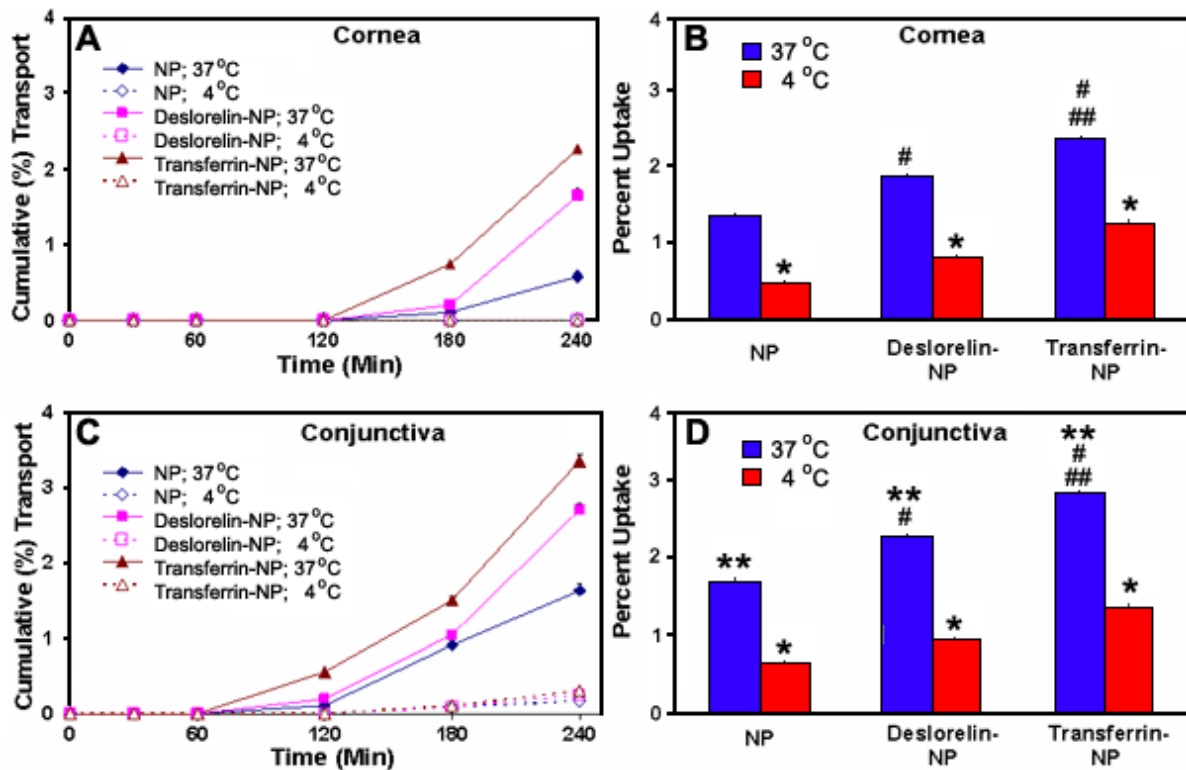 A
Cornea
Cumulative (%) Transport
4
3
2
1
0
NP; 37 °C
NP; 4 °C
Deslorelin-NP; 37 °C
Deslorelin-NP; 4 °C
Transferrin-NP; 37 °C
Transferrin-NP; 4 °C
0 60 120 180 240
Time (Min)
B
Cornea
Percent Uptake
4
3
2
1
0
37 °C
4 °C
*
#
*
#
##
*
NP
Deslorelin-
NP
Transferrin-
NP
C
Conjunctiva
Cumulative (%) Transport
4
3
2
1
0
NP; 37 °C
NP; 4 °C
Deslorelin-NP; 37 °C
Deslorelin-NP; 4 °C
Transferrin-NP; 37 °C
Transferrin-NP; 4 °C
0 60 120 180 240
Time (Min)
D
Conjunctiva
Percent Uptake
4
3
2
1
0
37 °C
4 °C
**
*
**
#
*
**
#
##
*
NP
Deslorelin-
NP
Transferrin-
NP